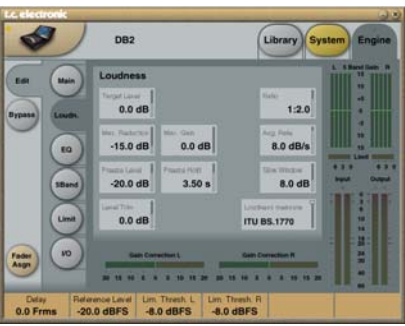 t.c. electronic
DB2
Library
System
Engine
Edit
Main
Loudness
L 5 Band Gain R
Target Level
0.0 dB
Ratio
1:2.0
Bypass
Loudn.
Max. Reduction
-15.0 dB
Max. Gain
0.0 dB
Avg. Rate
8.0 dB/s
EQ
Freeze Level
-20.0 dB
Freeze Hold
3.50 s
Slow Window
8.0 dB
5Band
Level Trim
0.0 dB
ITU BS.1770
Limit
Input
Output
Limit
I/O
Fader
Asgn
Gain Correction L
Gain Correction R
Delay
0.0 Frms
Reference Level
-20.0 dBFS
Lim. Thresh. L
-8.0 dBFS
Lim. Thresh. R
-8.0 dBFS